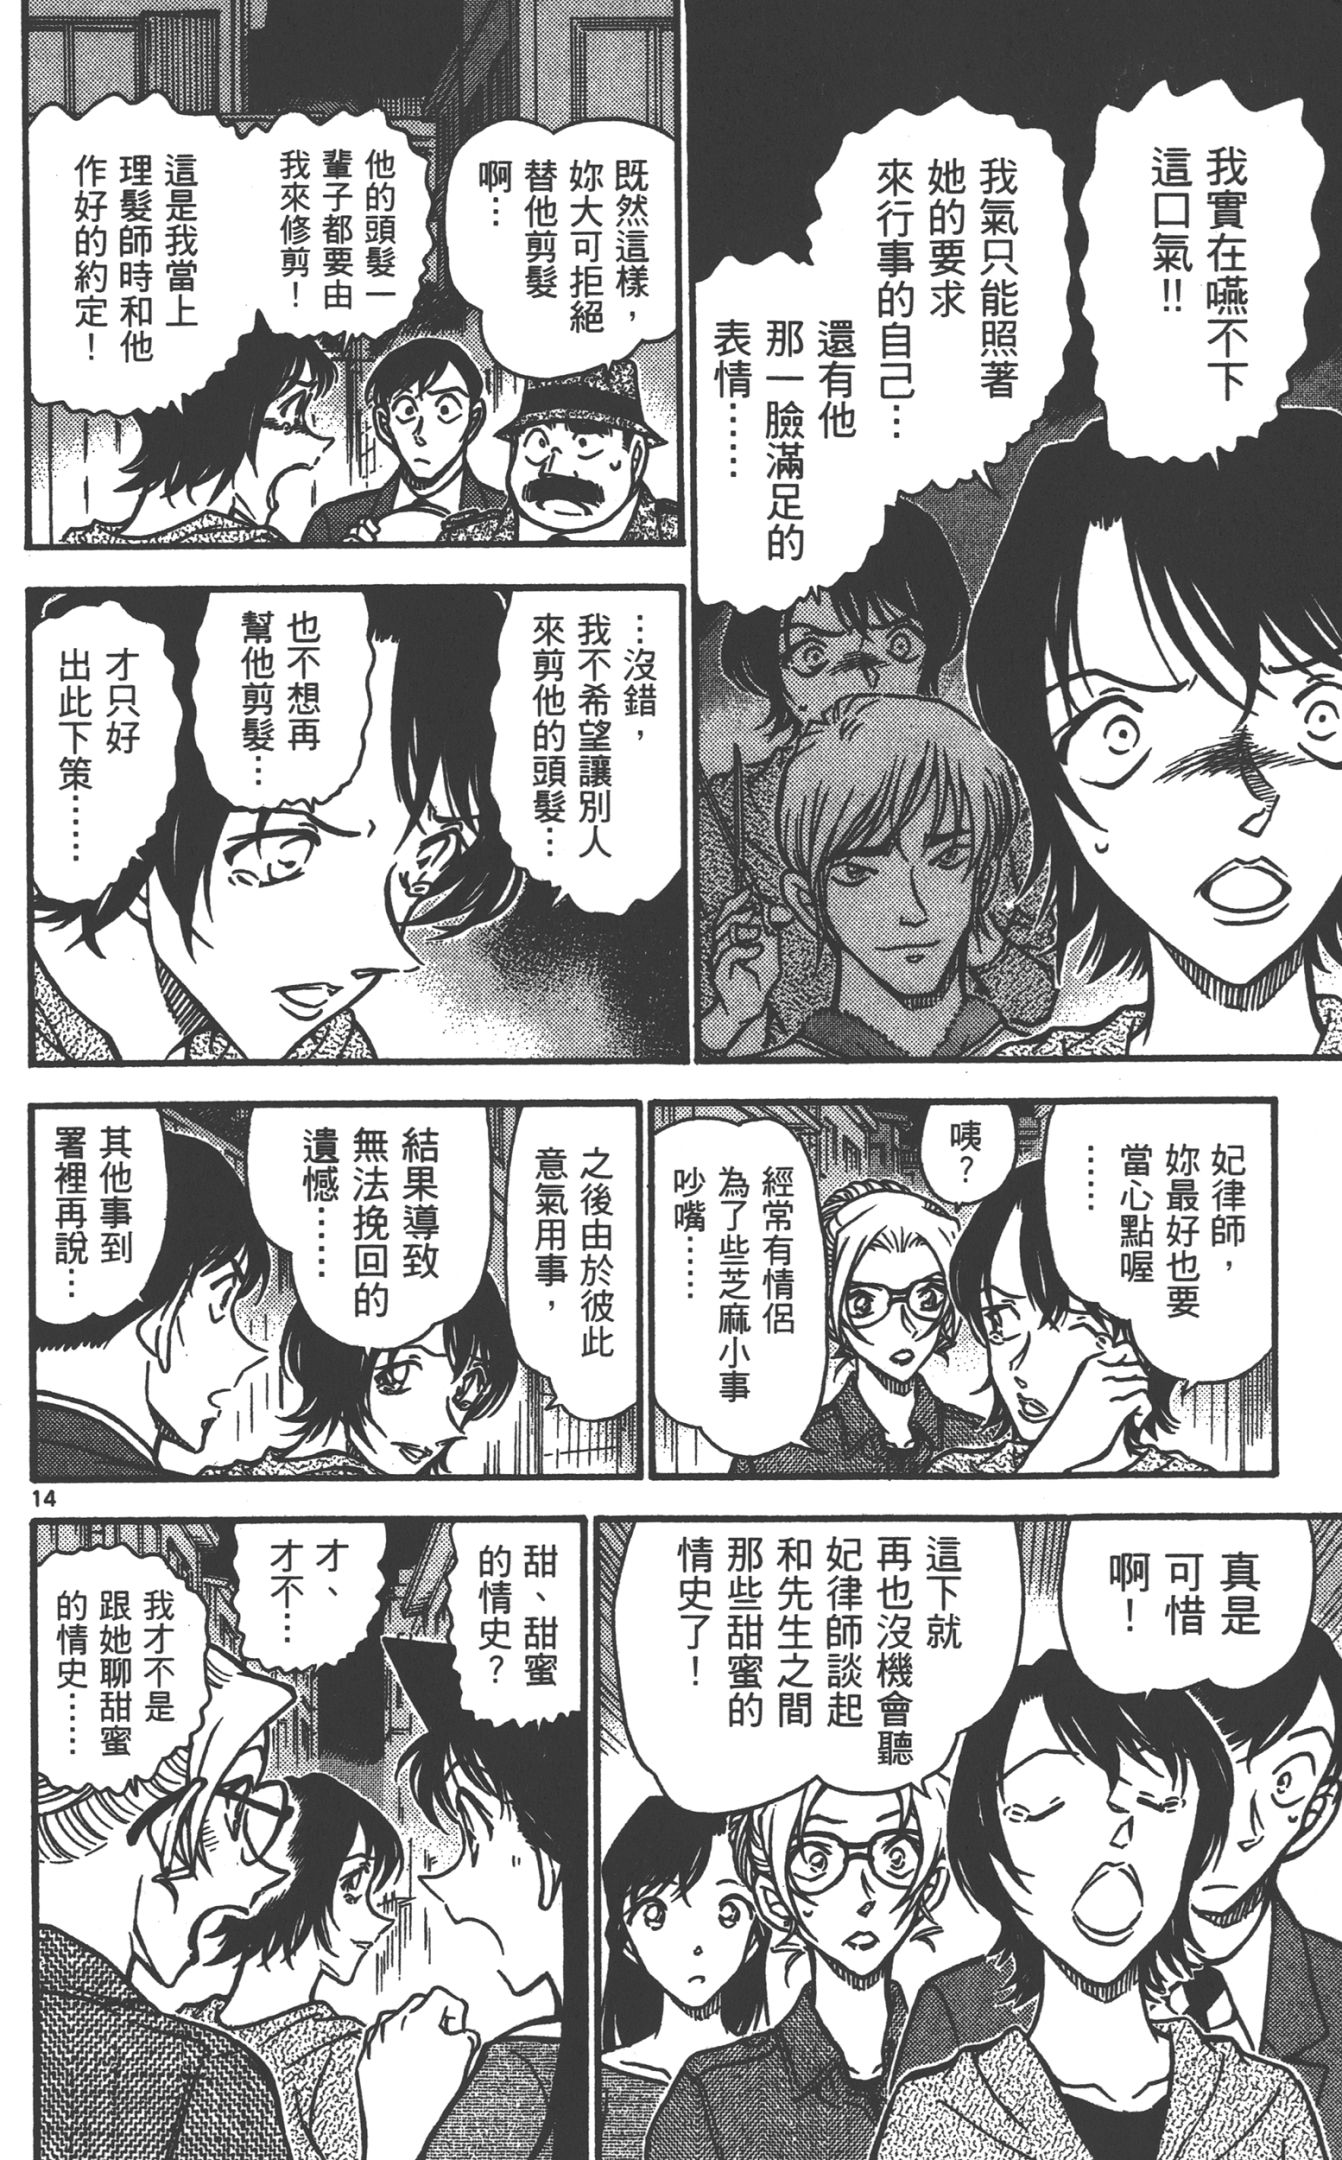 我實在嚥不下
這口氣!!
我氣只能照著
她的要求
來行事的自己…
還有他
那一臉滿足的
表情……
既然這樣，
妳大可拒絕
替他剪髮
啊…
他的頭髮一
輩子都要由
我來修剪！
這是我當上
理髮師時和他
作好的約定！
…沒錯，
我不希望讓別人
來剪他的頭髮…
也不想再
幫他剪髮…
才只好
出此下策……
妃律師，
妳最好也要
當心點喔
……
咦？
經常有情侶
為了些芝麻小事
吵嘴……
之後由於彼此
意氣用事，
結果導致
無法挽回的
遺憾……
其他事到
署裡再說…
14
真是
可惜
啊！
這下就
再也沒機會聽
妃律師談起
和先生之間
那些甜蜜的
情史了！
甜、甜蜜
的情史？
才、
才不…
我才不是
跟她聊甜蜜
的情史……